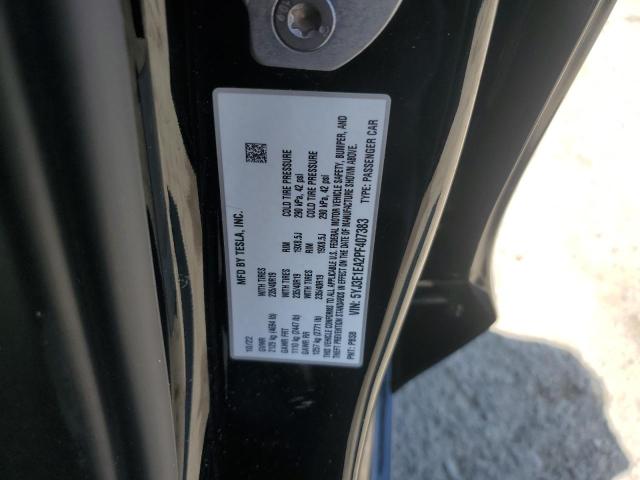 MFD BY TESLA, INC.
10/22
GVWR
2129 kg (4694 lb)
GAWR FRT WITH TIRES RIM COLD TIRE PRESSURE
1110 kg (2447 lb) 235/40R19 19X8.5J 290 kPa, 42 psi
GAWR RR WITH TIRES RIM COLD TIRE PRESSURE
1257 kg (2771 lb) 235/40R19 19X8.5J 290 kPa, 42 psi
THIS VEHICLE CONFORMS TO ALL APPLICABLE U.S. FEDERAL MOTOR VEHICLE SAFETY, BUMPER, AND
THEFT PREVENTION STANDARDS IN EFFECT ON THE DATE OF MANUFACTURE SHOWN ABOVE.
PNT: PBSB VIN: 5YJ3E1EA2PF407383 TYPE: PASSENGER CAR